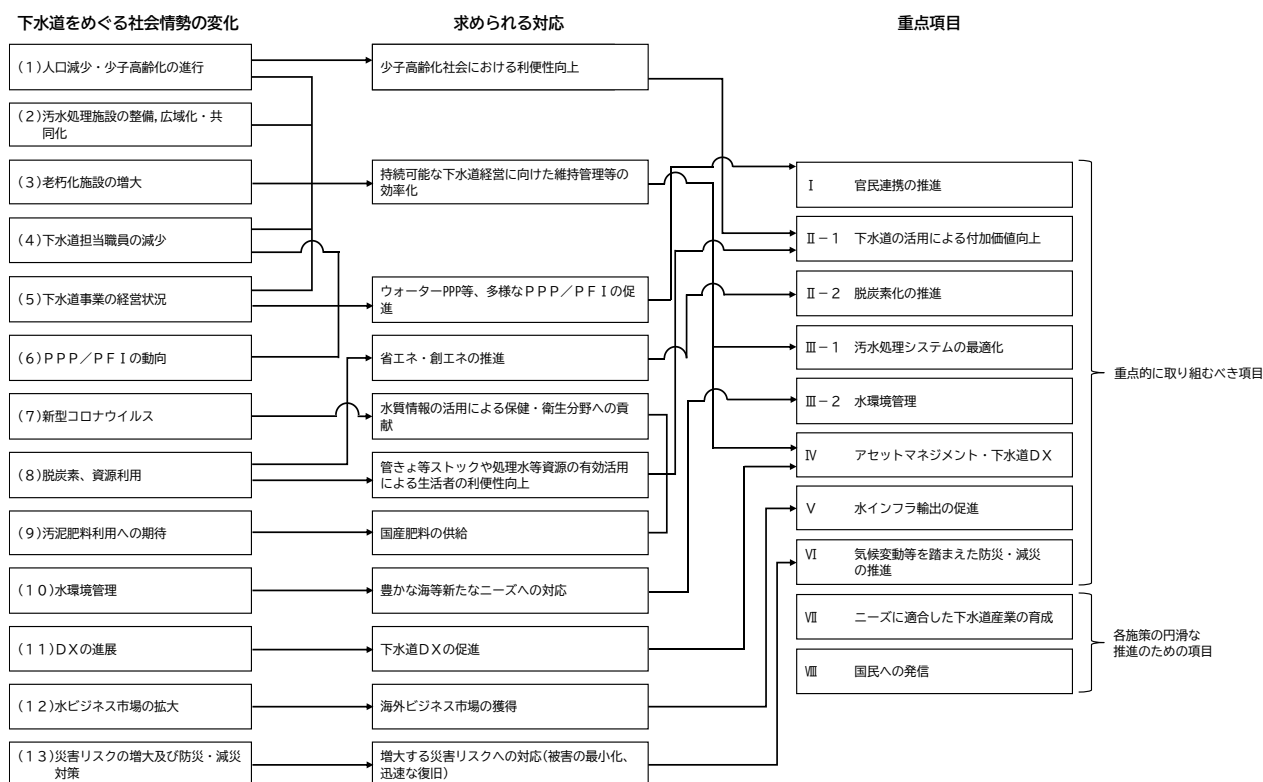 下水道をめぐる社会情勢の変化
(1)人口減少・少子高齢化の進行
(2)汚水処理施設の整備,広域化・共
同化
(3)老朽化施設の増大
(4)下水道担当職員の減少
(5)下水道事業の経営状況
(6)PPP/PFIの動向
(7)新型コロナウイルス
(8)脱炭素、資源利用
(9)汚泥肥料利用への期待
(10)水環境管理
(11)DXの進展
(12)水ビジネス市場の拡大
(13)災害リスクの増大及び防災・減災
対策
求められる対応
少子高齢化社会における利便性向上
持続可能な下水道経営に向けた維持管理等の
効率化
ウォーターPPP等、多様なPPP/PFIの促
進
省エネ・創エネの推進
水質情報の活用による保健・衛生分野への貢
献
管きょ等ストックや処理水等資源の有効活用
による生活者の利便性向上
国産肥料の供給
豊かな海等新たなニーズへの対応
下水道DXの促進
海外ビジネス市場の獲得
増大する災害リスクへの対応(被害の最小化、
迅速な復旧)
重点項目
Ⅰ 官民連携の推進
Ⅱ-1 下水道の活用による付加価値向上
Ⅱ-2 脱炭素化の推進
Ⅲ-1 汚水処理システムの最適化
Ⅲ-2 水環境管理
Ⅳ アセットマネジメント・下水道DX
Ⅴ 水インフラ輸出の促進
Ⅵ 気候変動等を踏まえた防災・減災
の推進
Ⅶ ニーズに適合した下水道産業の育成
Ⅷ 国民への発信
重点的に取り組むべき項目
各施策の円滑な
推進のための項目